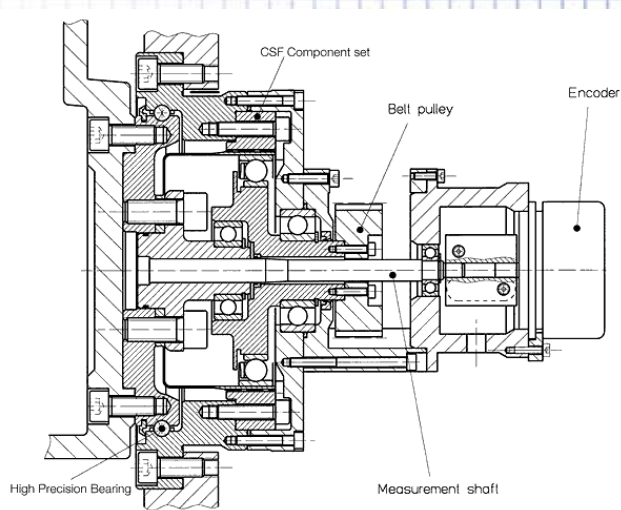 CSF Component set
Belt pulley
Encoder
High Precision Bearing
Measurement shaft